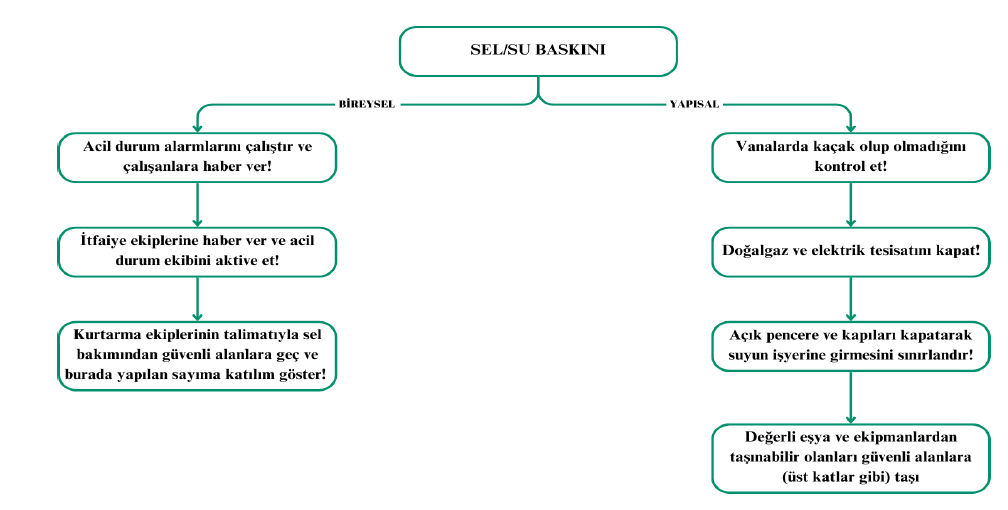 SEL/SU BASKINI
BİREYSEL
Acil durum alarmlarını çalıştır ve
çalışanlara haber ver!
İtfaiye ekiplerine haber ver ve acil
durum ekibini aktive et!
Kurtarma ekiplerinin talimatıyla sel
bakımından güvenli alanlara geç ve
burada yapılan sayıma katılım göster!
YAPISAL
Vanalarda kaçak olup olmadığını
kontrol et!
Doğalgaz ve elektrik tesisatını kapat!
Açık pencere ve kapıları kapatarak
suyun işyerine girmesini sınırlandır!
Değerli eşya ve ekipmanlardan
taşınabilir olanları güvenli alanlara
(üst katlar gibi) taşı